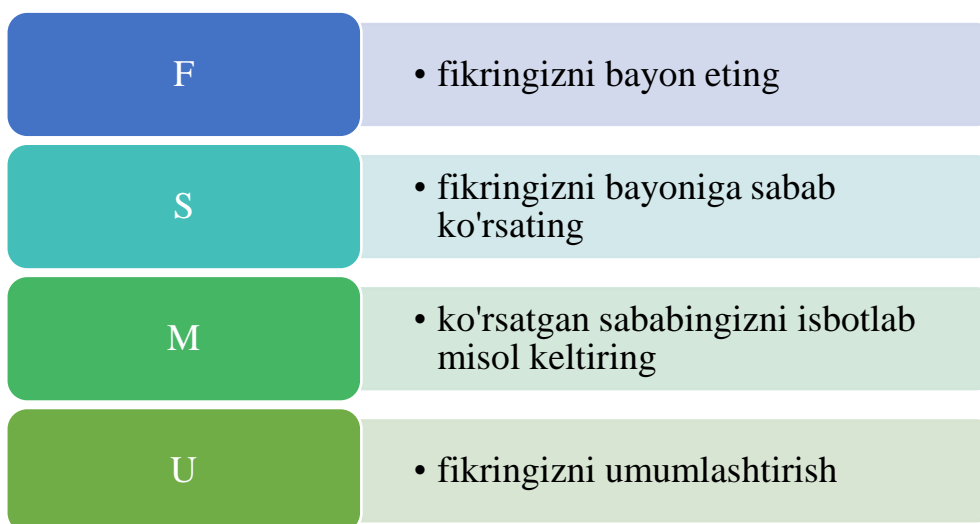 F
• fikringizni bayon eting
S
• fikringizni bayoniga sabab
ko'rsating
M
• ko'rsatgan sababingizni isbotlab
misol keltiring
U
• fikringizni umumlashtirish